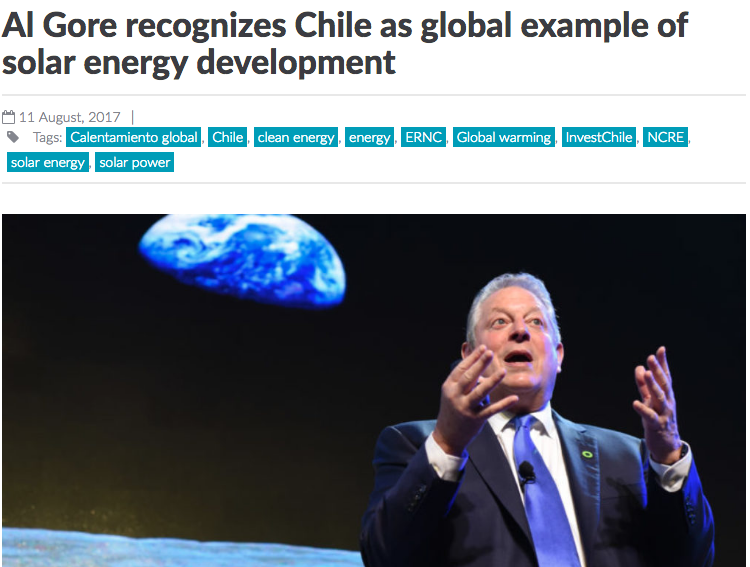 Al Gore recognizes Chile as global example of
solar energy development
11 August, 2017 |
Tags: Calentamiento global, Chile, clean energy, energy, ERNC, Global warming, InvestChile, NCRE,
solar energy, solar power